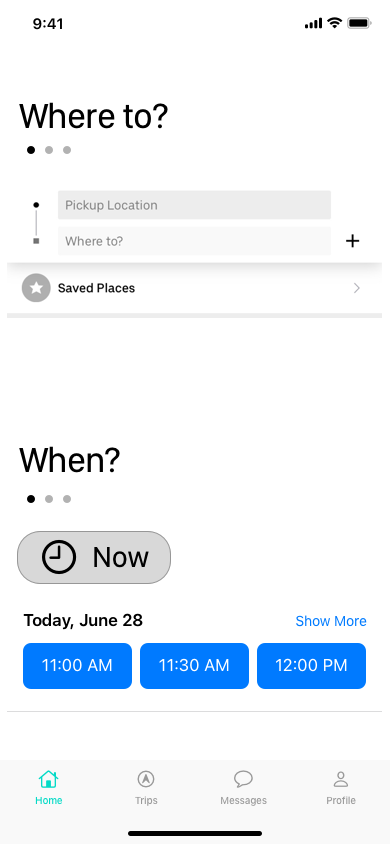 9:41
Where to?
Pickup Location
Where to?
Saved Places
When?
Now
Today, June 28
Show More
11:00 AM
11:30 AM
12:00 PM
Home
Trips
Messages
Profile